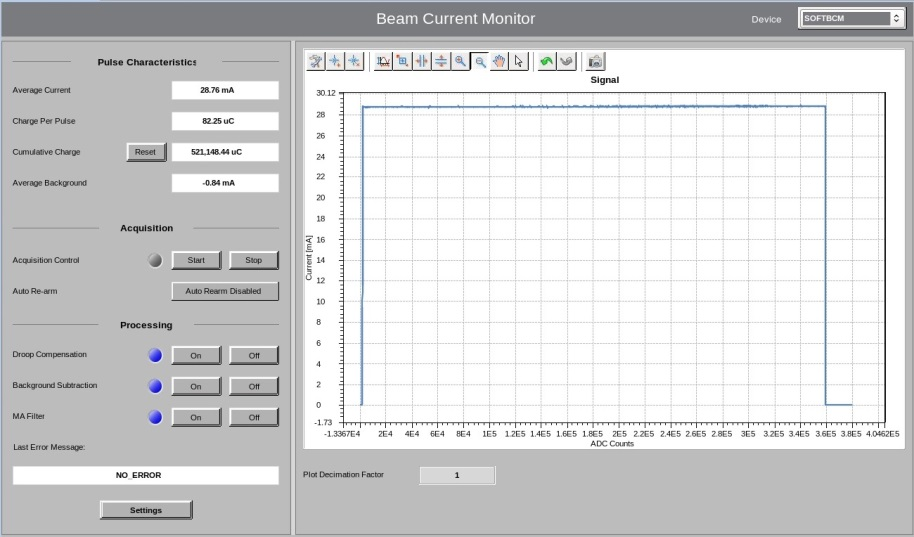 Beam Current Monitor
Device
SOFTBCM
Pulse Characteristics
Average Current
28.76 mA
Charge Per Pulse
82.25 uC
Cumulative Charge
Reset
521,148.44 uC
Average Background
-0.84 mA
Acquisition
Acquisition Control
Start
Stop
Auto Re-arm
Auto Rearm Disabled
Processing
Droop Compensation
On
Off
Background Subtraction
On
Off
MA Filter
On
Off
Last Error Message:
NO_ERROR
Settings
Signal
30.12
28
26
24
22
20
18
16
14
12
10
8
6
4
2
0
-1.73
Current [mA]
-1.3367E4
2E4
4E4
6E4
8E4
1E5
1.2E5
1.4E5
1.6E5
1.8E5
2E5
2.2E5
2.4E5
2.6E5
2.8E5
3E5
3.2E5
3.4E5
3.6E5
3.8E5
4.0462E5
ADC Counts
Plot Decimation Factor
1